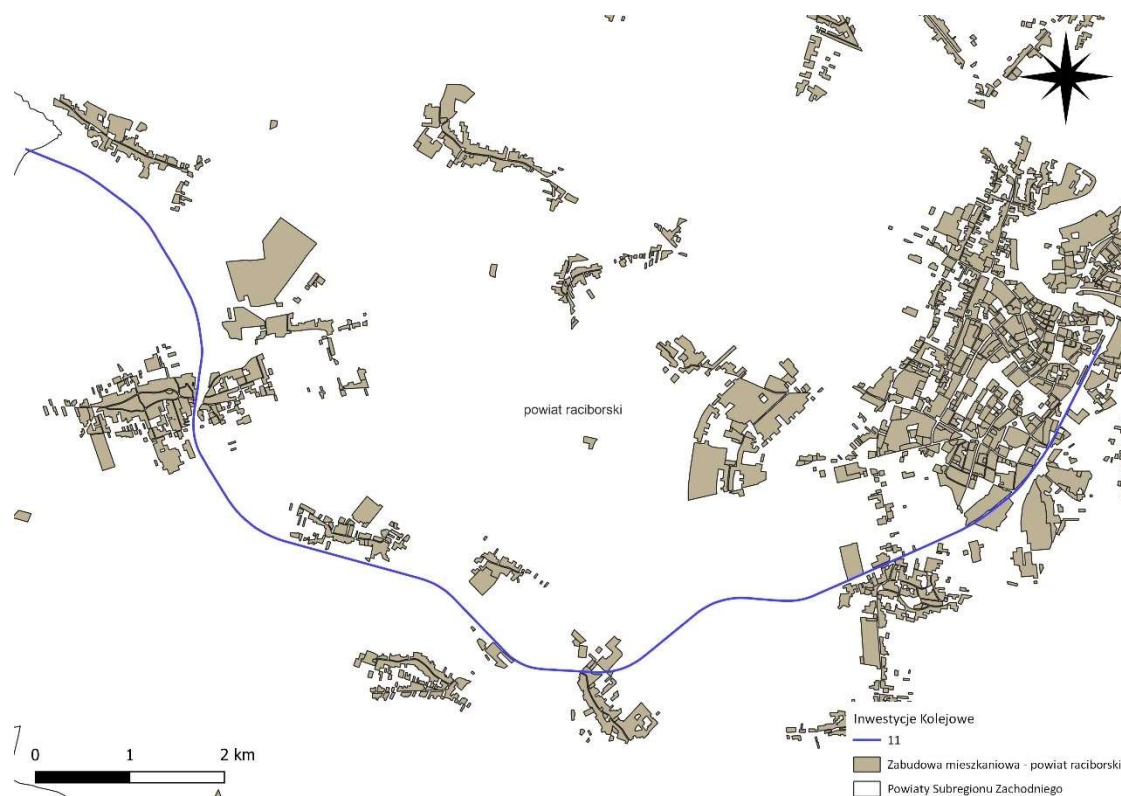 powiat raciborski
0 1 2 km
Inwestycje Kolejowe
11
Zabudowa mieszkaniowa - powiat raciborski
Powiaty Subregionu Zachodniego